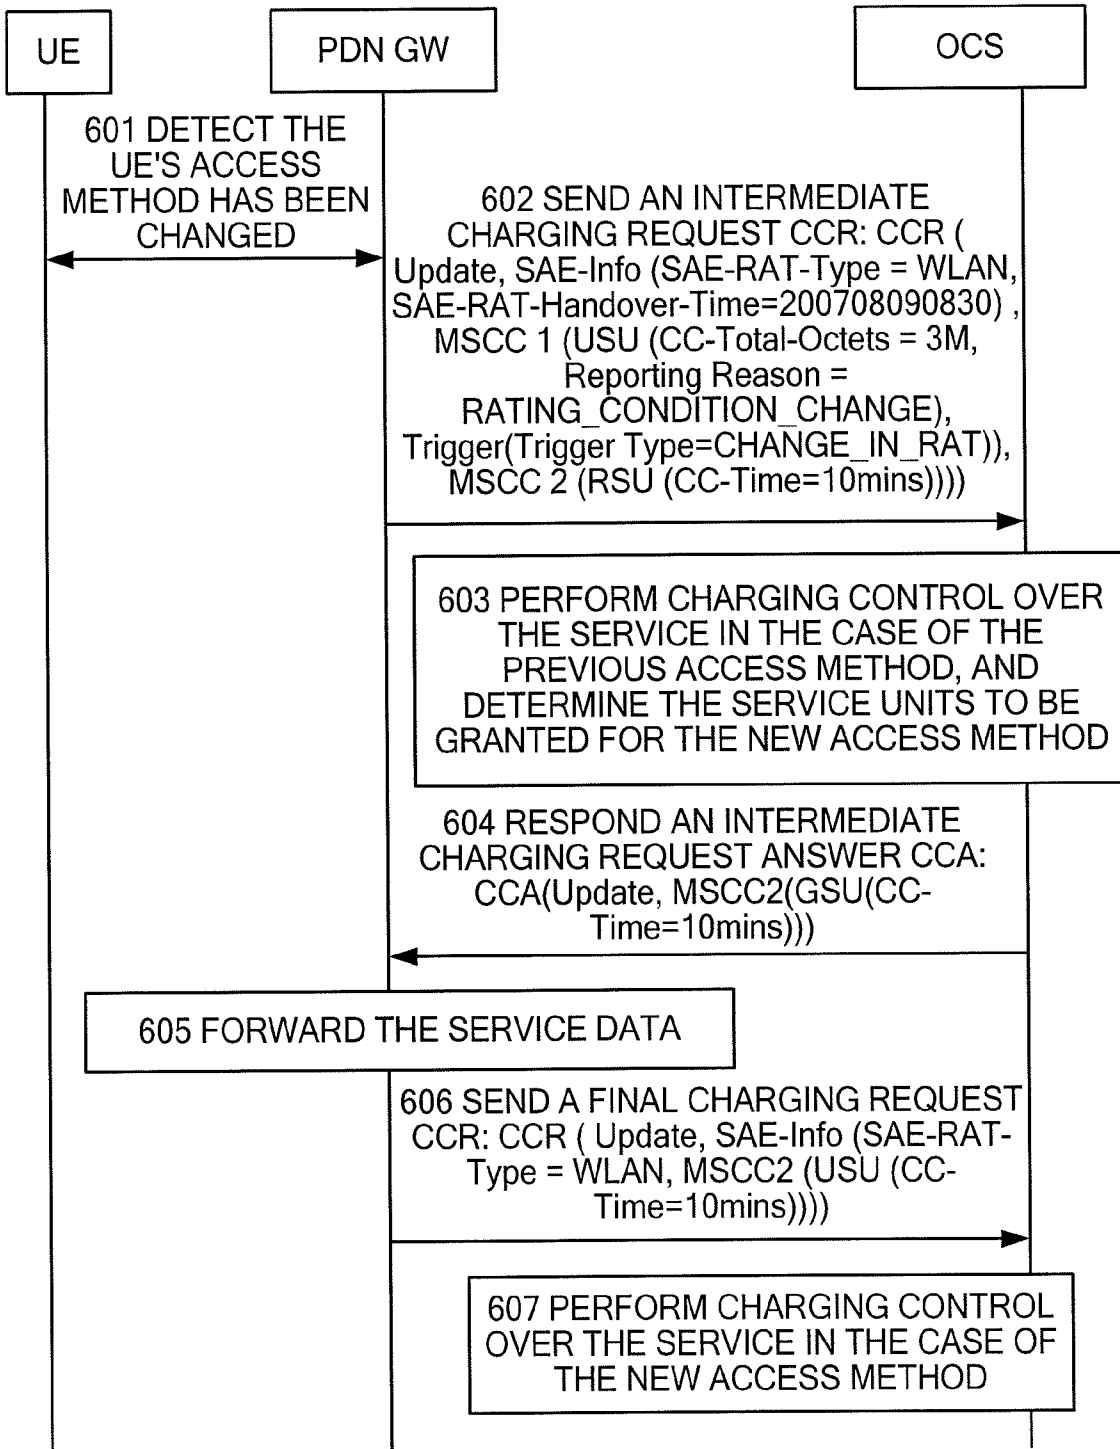 UE
PDN GW
OCS
601 DETECT THE
UE'S ACCESS
METHOD HAS BEEN
CHANGED
602 SEND AN INTERMEDIATE
CHARGING REQUEST CCR: CCR (
Update, SAE-Info (SAE-RAT-Type = WLAN,
SAE-RAT-Handover-Time=200708090830) ,
MSCC 1 (USU (CC-Total-Octets = 3M,
Reporting Reason =
RATING_CONDITION_CHANGE),
Trigger(Trigger Type=CHANGE_IN_RAT)),
MSCC 2 (RSU (CC-Time=10mins))))
603 PERFORM CHARGING CONTROL OVER
THE SERVICE IN THE CASE OF THE
PREVIOUS ACCESS METHOD, AND
DETERMINE THE SERVICE UNITS TO BE
GRANTED FOR THE NEW ACCESS METHOD
604 RESPOND AN INTERMEDIATE
CHARGING REQUEST ANSWER CCA:
CCA(Update, MSCC2(GSU(CC-
Time=10mins)))
605 FORWARD THE SERVICE DATA
606 SEND A FINAL CHARGING REQUEST
CCR: CCR ( Update, SAE-Info (SAE-RAT-
Type = WLAN, MSCC2 (USU (CC-
Time=10mins))))
607 PERFORM CHARGING CONTROL
OVER THE SERVICE IN THE CASE OF
THE NEW ACCESS METHOD